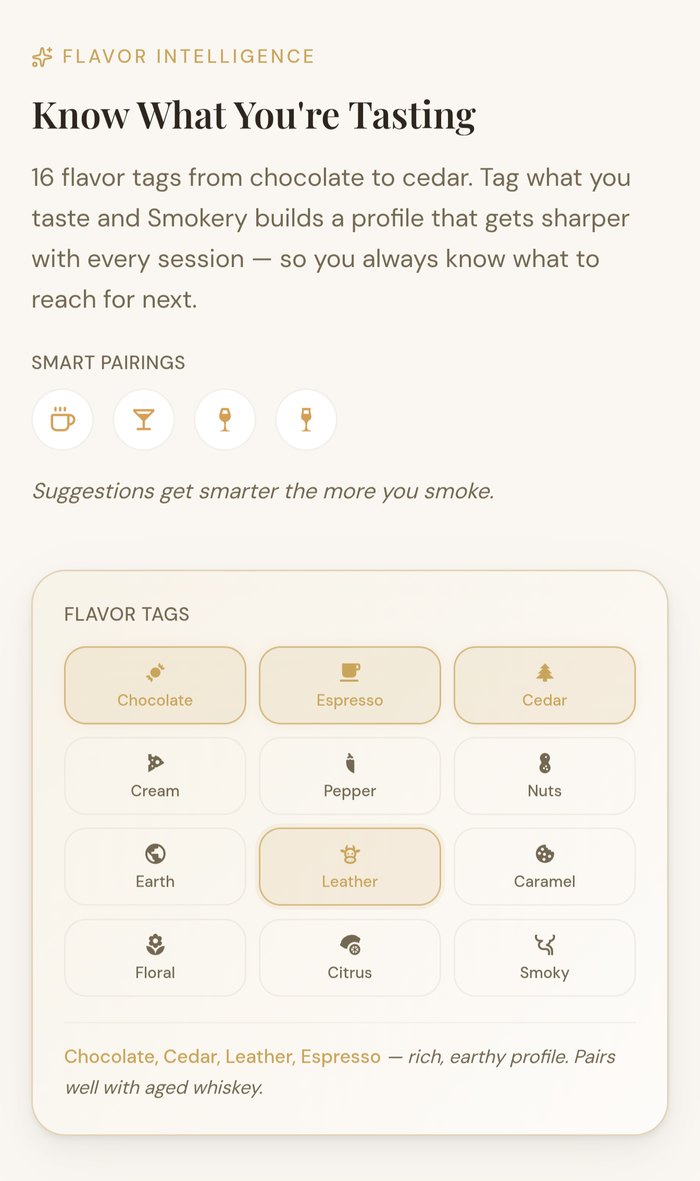 FLAVOR INTELLIGENCE
Know What You're Tasting
16 flavor tags from chocolate to cedar. Tag what you
taste and Smokery builds a profile that gets sharper
with every session — so you always know what to
reach for next.
SMART PAIRINGS
Suggestions get smarter the more you smoke.
FLAVOR TAGS
Chocolate
Espresso
Cedar
Cream
Pepper
Nuts
Earth
Leather
Caramel
Floral
Citrus
Smoky
Chocolate, Cedar, Leather, Espresso — rich, earthy profile. Pairs
well with aged whiskey.